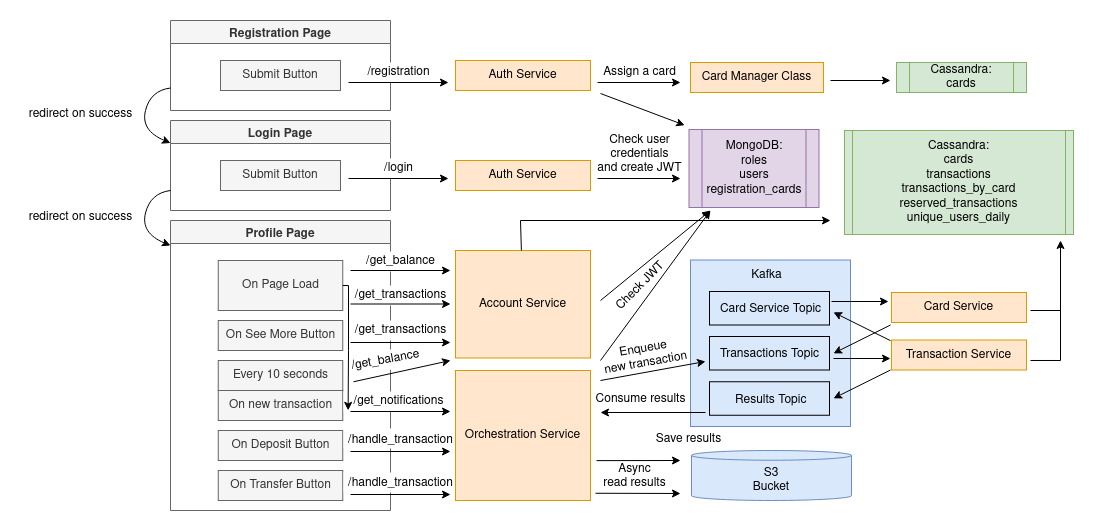 Registration Page
Submit Button
/registration
Auth Service
Assign a card
Card Manager Class
Cassandra:
cards
redirect on success
Login Page
Submit Button
/login
Auth Service
Check user
credentials
and create JWT
MongoDB:
roles
users
registration_cards
Cassandra:
cards
transactions
transactions_by_card
reserved_transactions
unique_users_daily
redirect on success
Profile Page
On Page Load
/get_balance
/get_transactions
On See More Button
/get_transactions
Every 10 seconds
/get_balance
On new transaction
/get_notifications
On Deposit Button
/handle_transaction
On Transfer Button
/handle_transaction
Account Service
Check JWT
Orchestration Service
Enqueue
new transaction
Consume results
Kafka
Card Service Topic
Transactions Topic
Results Topic
Card Service
Transaction Service
Save results
Async
read results
S3
Bucket